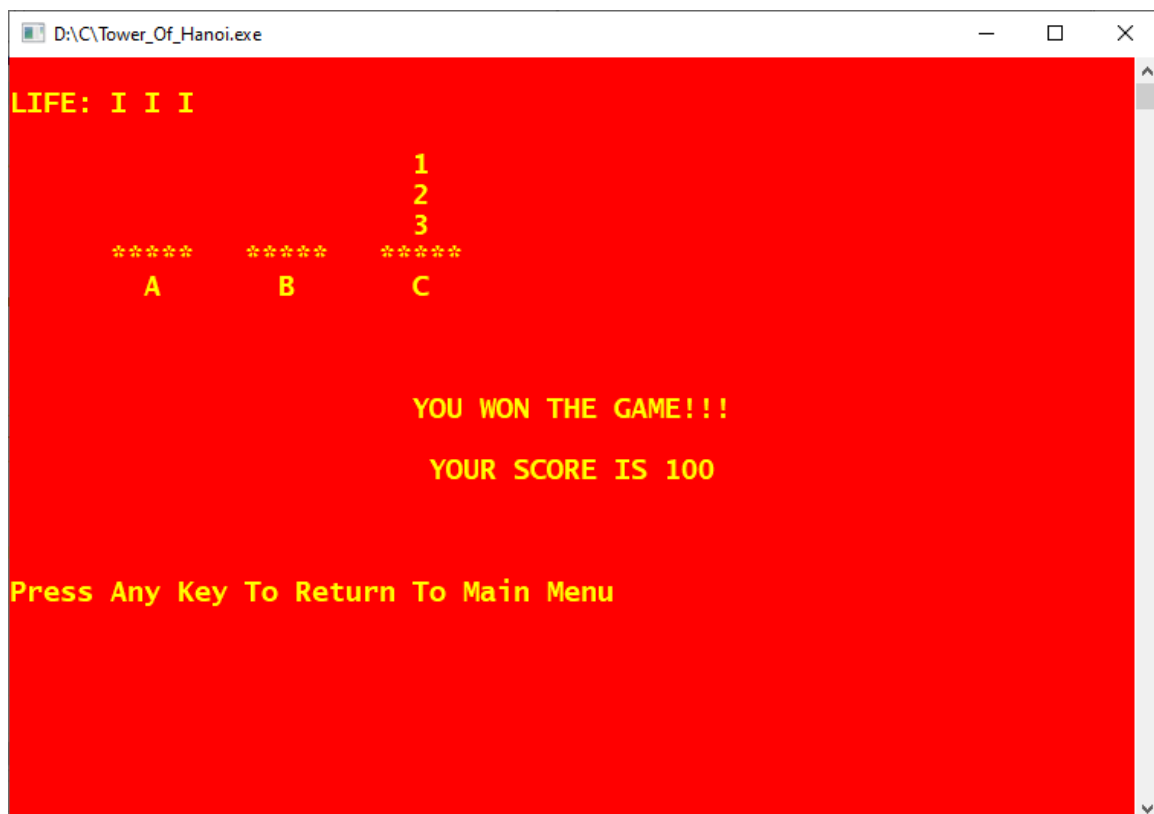 D:\C\Tower_Of_Hanoi.exe
LIFE: I I I
1
2
3
***** ***** *****
A B C
YOU WON THE GAME!!!
YOUR SCORE IS 100
Press Any Key To Return To Main Menu